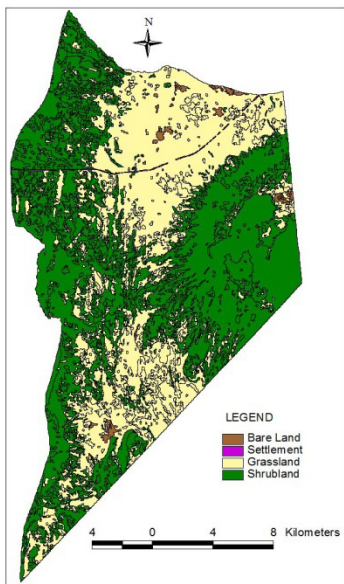 N
LEGEND
Bare Land
Settlement
Grassland
Shrubland
4 0 4 8 Kilometers